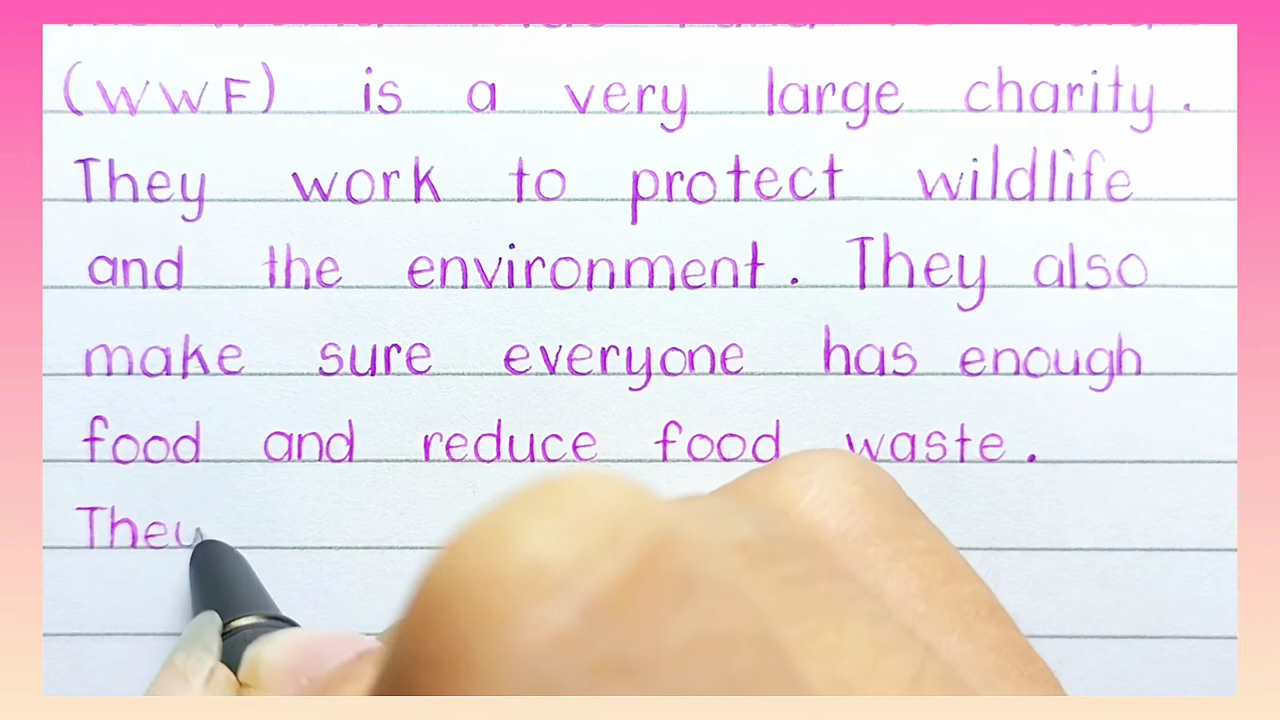 (WWF) is a very large charity.
They work to protect wildlife
and the environment. They also
make sure everyone has enough
food and reduce food waste.
They